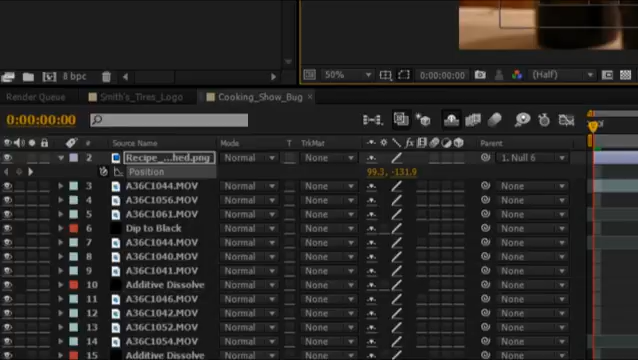 8 bpc
50% 0:00:00:00 (Half)
Render Queue Smith's_Tires_Logo Cooking_Show_Bug
0:00:00:00
# Source Name Mode T TrkMat Parent
2 Recipe_...hed.png Normal None 1. Null 6
Position 99.3, -131.9
3 A36C1044.MOV Normal None None
4 A36C1056.MOV Normal None None
5 A36C1061.MOV Normal None None
6 Dip to Black Normal None None
7 A36C1044.MOV Normal None None
8 A36C1040.MOV Normal None None
9 A36C1041.MOV Normal None None
10 Additive Dissolve Normal None None
11 A36C1046.MOV Normal None None
12 A36C1042.MOV Normal None None
13 A36C1052.MOV Normal None None
14 A36C1054.MOV Normal None None
15 Additive Dissolve Normal None None